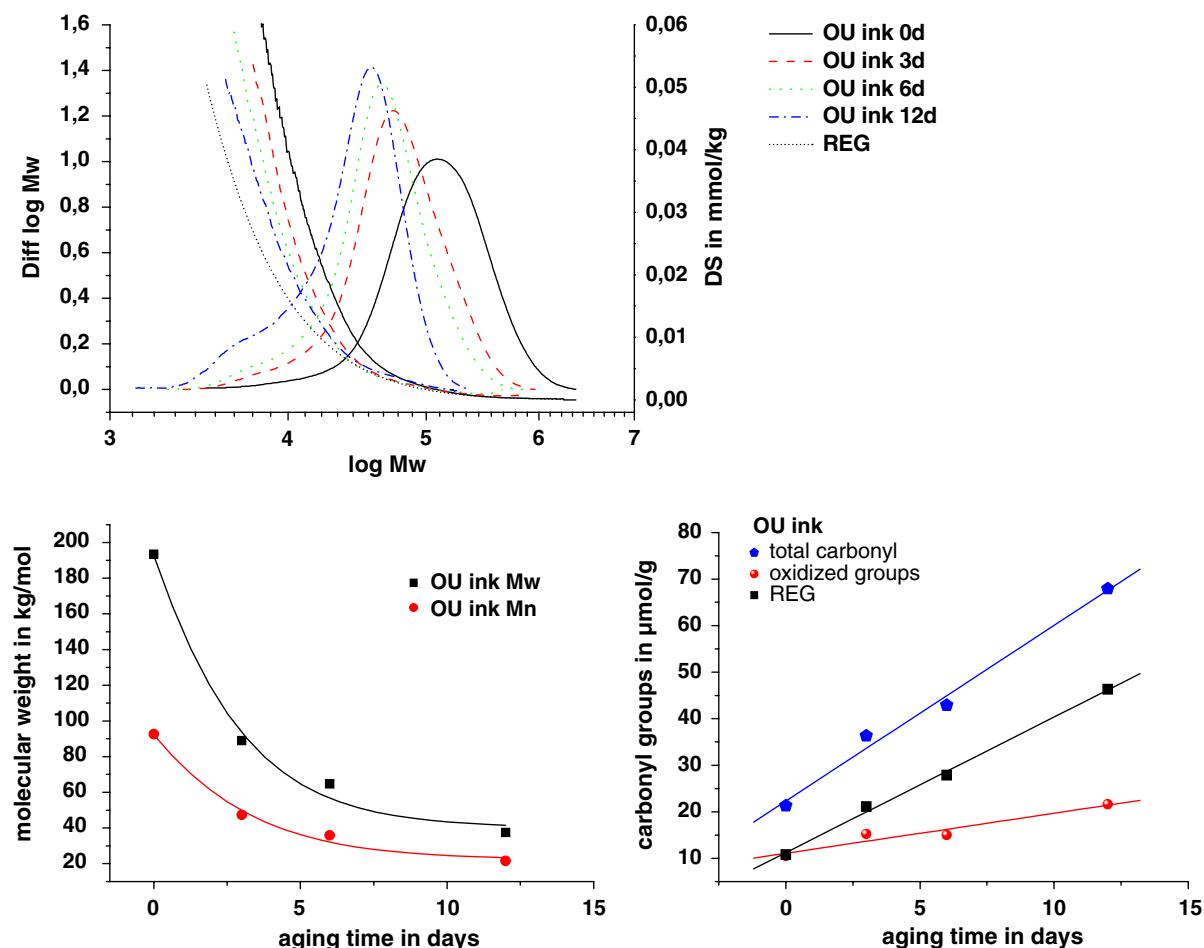 1,6
1,4
1,2
1,0
0,8
0,6
0,4
0,2
0,0
Diff log Mw
3
4
5
6
7
log Mw
0,06
0,05
0,04
0,03
0,02
0,01
0,00
DS in mmol/kg
OU ink 0d
OU ink 3d
OU ink 6d
OU ink 12d
REG
200
180
160
140
120
100
80
60
40
20
molecular weight in kg/mol
OU ink Mw
OU ink Mn
0
5
10
15
aging time in days
80
70
60
50
40
30
20
10
carbonyl groups in µmol/g
OU ink
total carbonyl
oxidized groups
REG
0
5
10
15
aging time in days